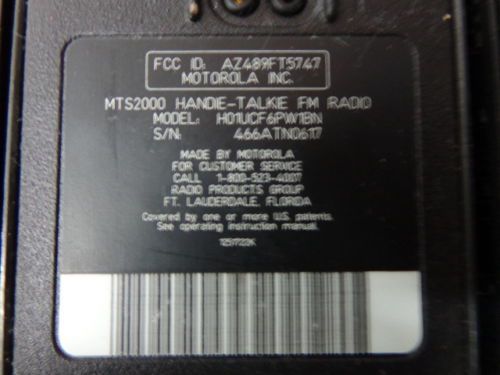 FCC ID: AZ489FT5747
MOTOROLA INC.
MTS2000 HANDIE-TALKIE FM RADIO
MODEL: H01UCF6PW1BN
S/N: 466ATN0617
MADE BY MOTOROLA
FOR CUSTOMER SERVICE
CALL 1-800-523-4007
RADIO PRODUCTS GROUP
FT. LAUDERDALE, FLORIDA
Covered by one or more U.S. patents.
See operating instruction manual.